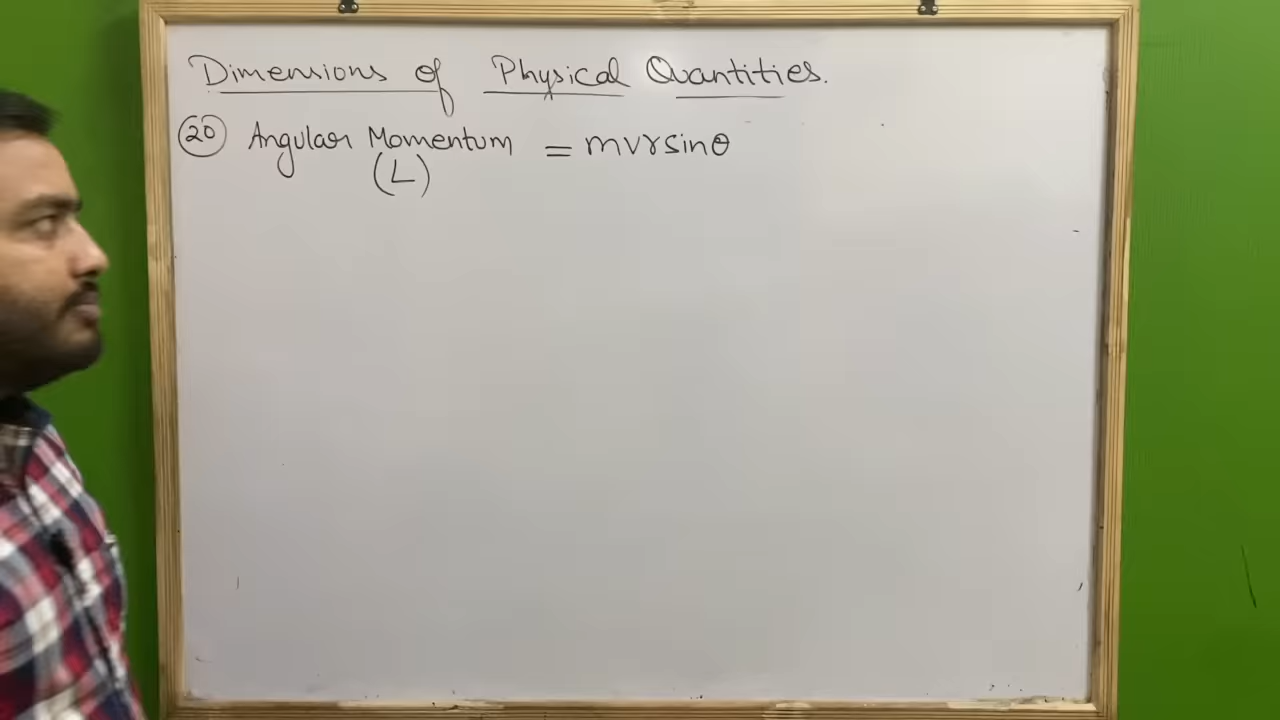 Dimensions of Physical Quantities.
20 Angular Momentum = mvrsinθ
(L)